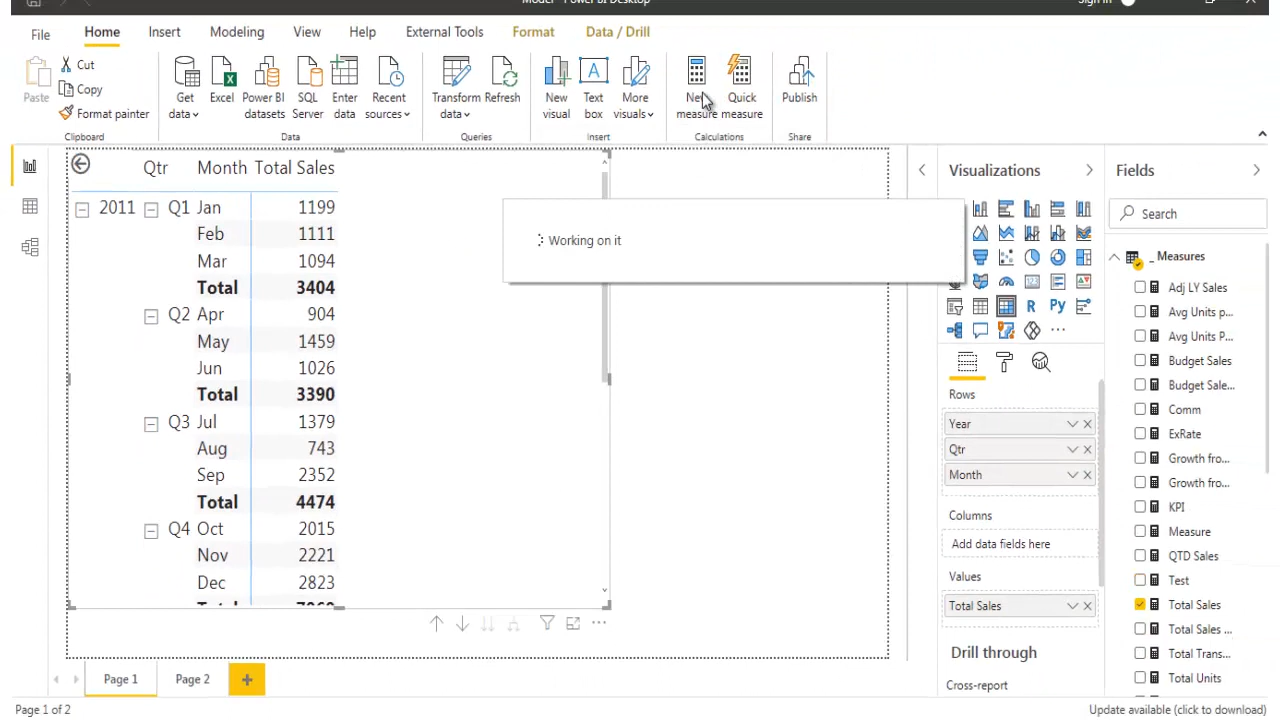 Model - Power BI Desktop
Sign in
File Home Insert Modeling View Help External Tools Format Data / Drill
Paste
Cut
Copy
Format painter
Get data
Excel
Power BI datasets
SQL Server
Enter data
Recent sources
Transform data
Refresh
New visual
Text box
More visuals
New measure
Quick measure
Publish
Clipboard Data Queries Insert Calculations Share
Qtr Month Total Sales
2011 Q1 Jan 1199
Feb 1111
Mar 1094
Total 3404
Q2 Apr 904
May 1459
Jun 1026
Total 3390
Q3 Jul 1379
Aug 743
Sep 2352
Total 4474
Q4 Oct 2015
Nov 2221
Dec 2823
Working on it
Visualizations
R Py
Rows
Year
Qtr
Month
Columns
Add data fields here
Values
Total Sales
Drill through
Cross-report
Fields
Search
_ Measures
Adj LY Sales
Avg Units p...
Avg Units P...
Budget Sales
Budget Sale...
Comm
ExRate
Growth fro...
Growth fro...
KPI
Measure
QTD Sales
Test
Total Sales
Total Sales ...
Total Trans...
Total Units
Page 1 Page 2
Page 1 of 2
Update available (click to download)